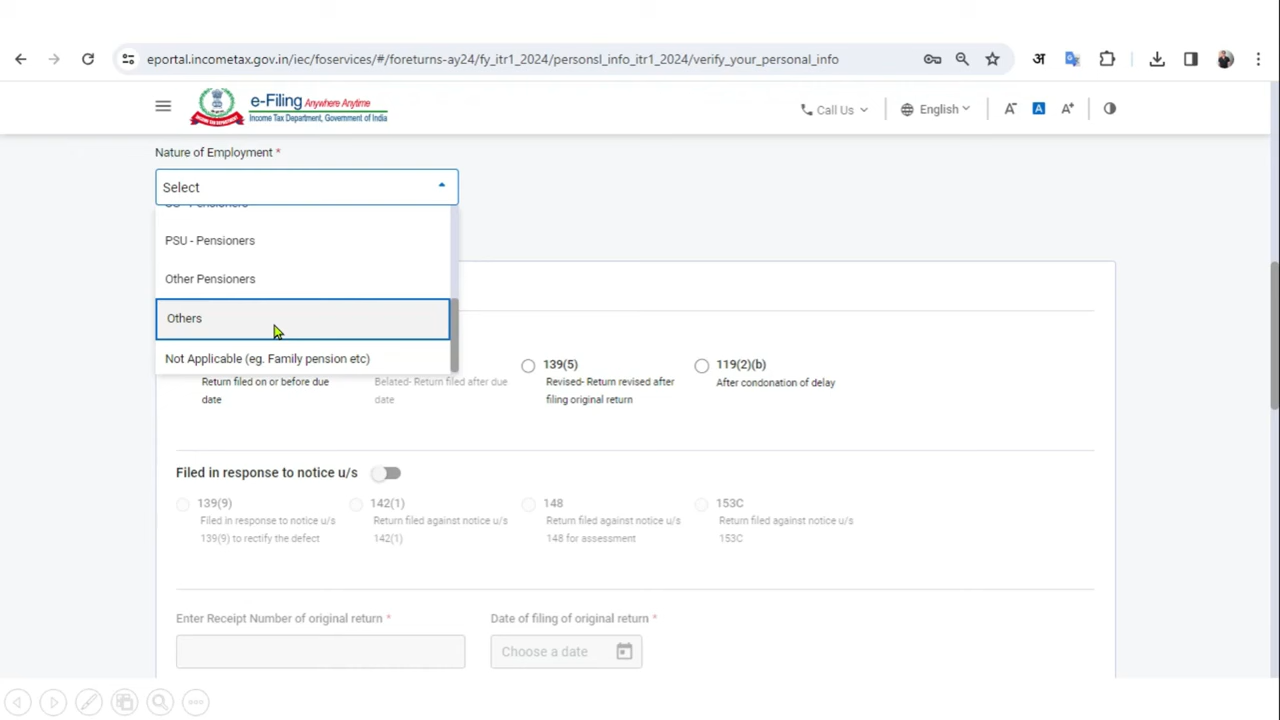 eportal.incometax.gov.in/iec/foservices/#/foreturns-ay24/fy_itr1_2024/personsl_info_itr1_2024/verify_your_personal_info
अ
e-Filing Anywhere Anytime
Income Tax Department, Government of India
Call Us
English
A-
A
A+
Nature of Employment *
Select
PSU - Pensioners
Other Pensioners
Others
Not Applicable (eg. Family pension etc)
139(5)
119(2)(b)
Return filed on or before due date
Belated- Return filed after due date
Revised- Return revised after filing original return
After condonation of delay
Filed in response to notice u/s
139(9)
Filed in response to notice u/s 139(9) to rectify the defect
142(1)
Return filed against notice u/s 142(1)
148
Return filed against notice u/s 148 for assessment
153C
Return filed against notice u/s 153C
Enter Receipt Number of original return *
Date of filing of original return *
Choose a date